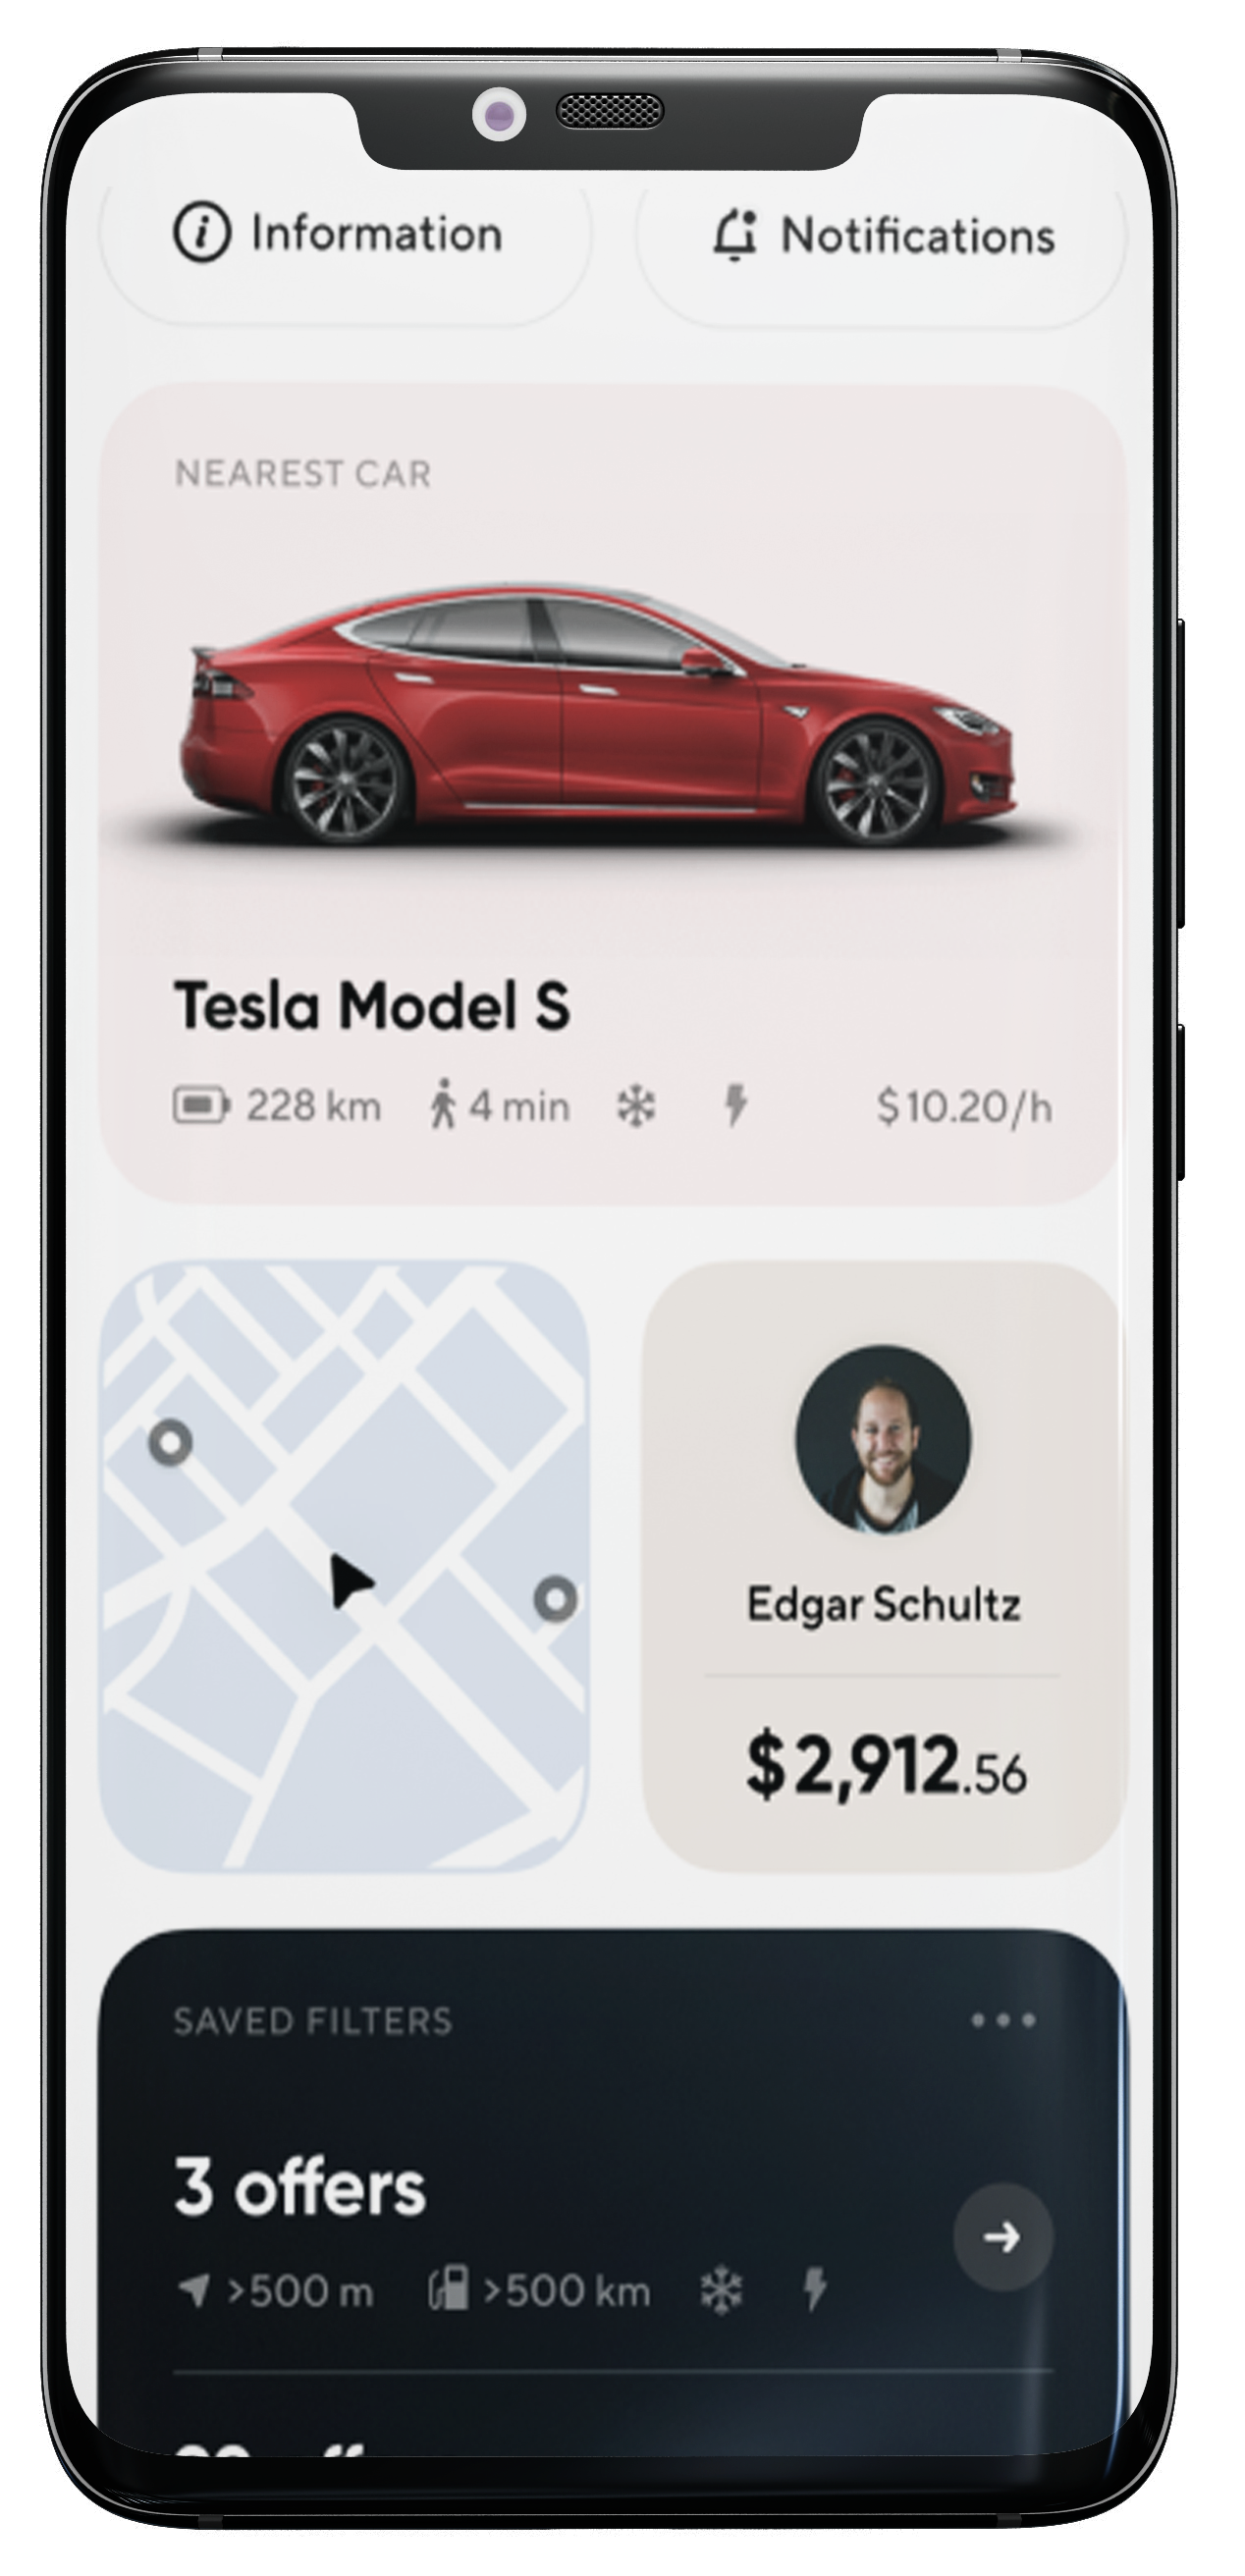 Information
Notifications
NEAREST CAR
Tesla Model S
228 km 4 min $10.20/h
Edgar Schultz
$2,912.56
SAVED FILTERS
3 offers
>500 m >500 km